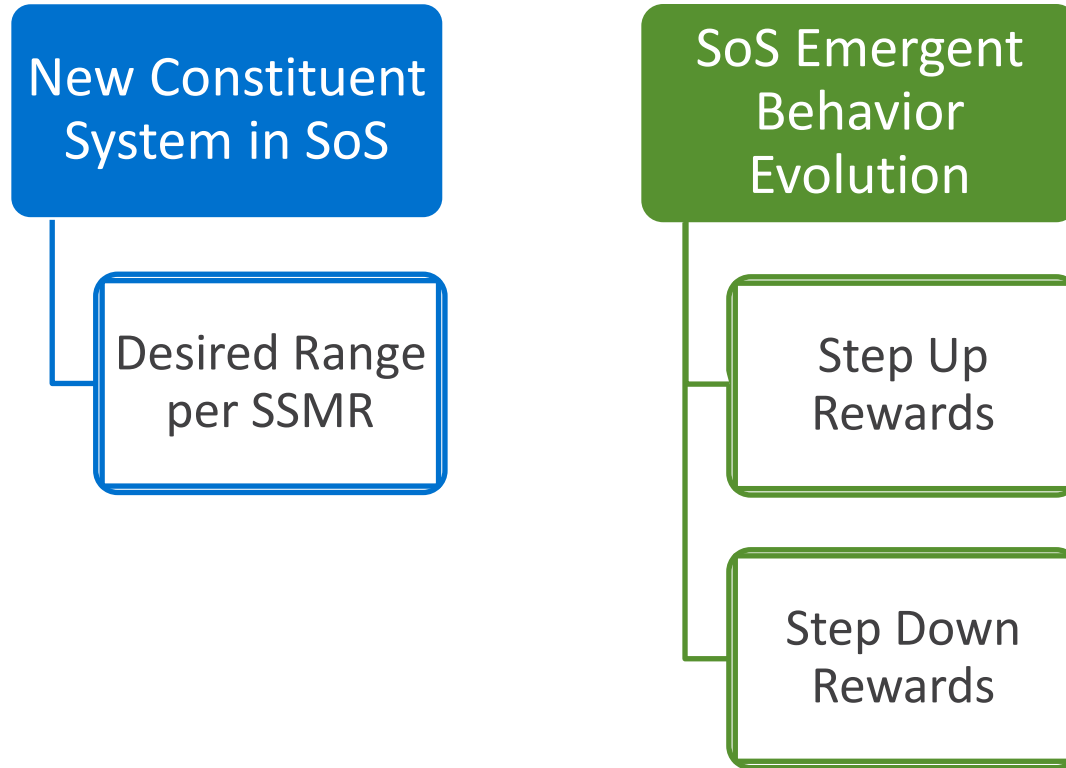 New Constituent
System in SoS
Desired Range
per SSMR
SoS Emergent
Behavior
Evolution
Step Up
Rewards
Step Down
Rewards